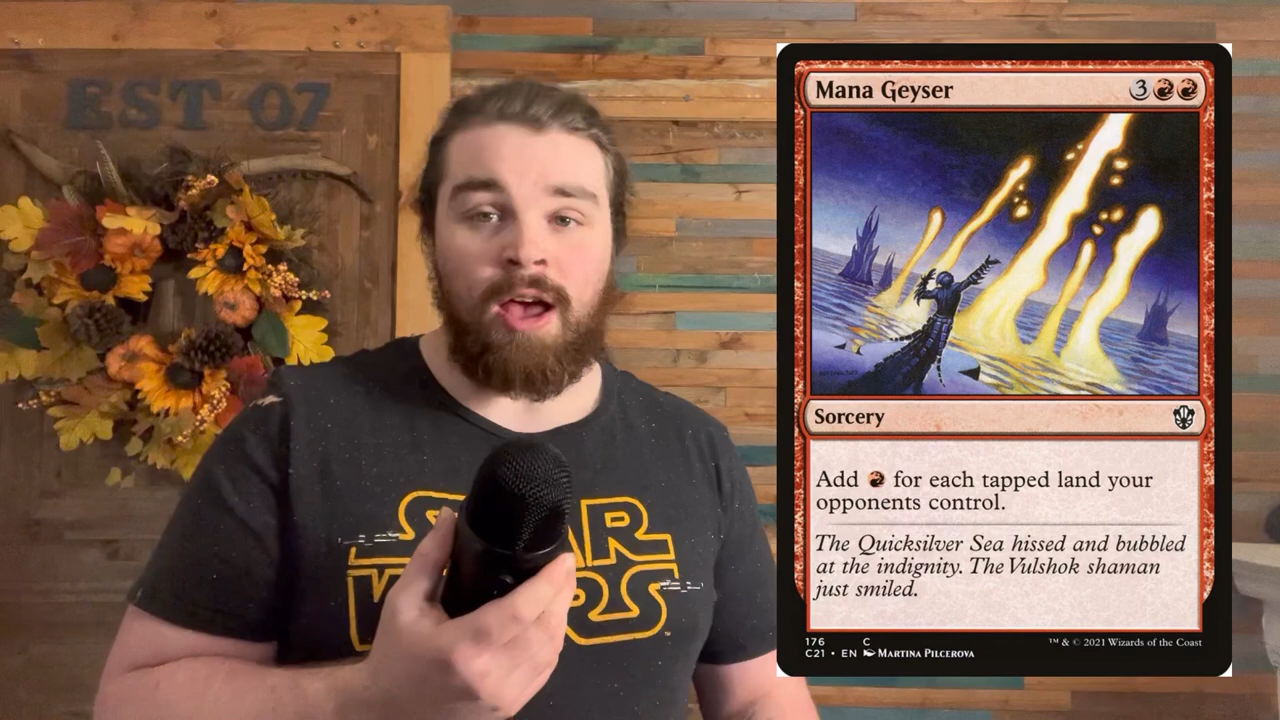 EST 07
STAR
WARS
Mana Geyser
3
Sorcery
Add for each tapped land your
opponents control.
The Quicksilver Sea hissed and bubbled
at the indignity. The Vulshok shaman
just smiled.
176 C
C21 • EN MARTINA PILCEROVA
™ & © 2021 Wizards of the Coast